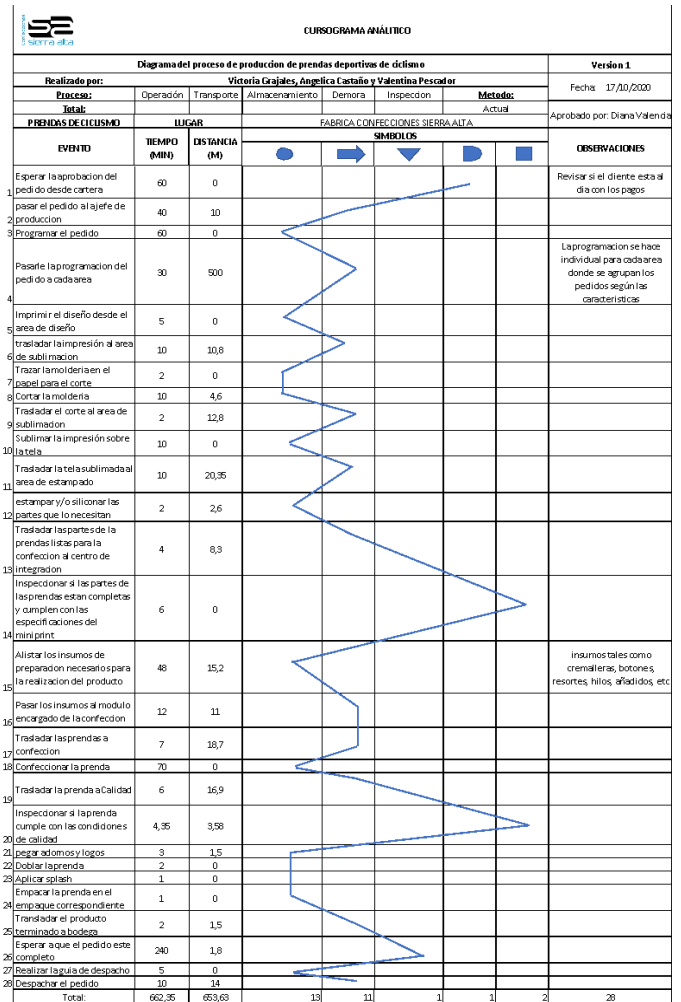 CONFECCIONES
sierra alta
CURSOGRAMA ANÁLITICO
Diagrama del proceso de produccion de prendas deportivas de ciclismo
Version 1
Realizado por:
Victoria Grajales, Angelica Castaño y Valentina Pescador
Fecha: 17/10/2020
Proceso:
Operación
Transporte
Almacenamiento
Demora
Inspeccion
Metodo:
Total:
Actual
Aprobado por: Diana Valencia
PRENDAS DE CICLISMO
LUGAR
FABRICA CONFECCIONES SIERRA ALTA
EVENTO
TIEMPO
(MIN)
DISTANCIA
(M)
SIMBOLOS
OBSERVACIONES
1
Esperar la aprobacion del
pedido desde cartera
60
0
Revisar si el cliente esta al
dia con los pagos
2
pasar el pedido al ajefe de
produccion
40
10
3
Programar el pedido
60
0
4
Pasarle la programacion del
pedido a cada area
30
500
La programacion se hace
individual para cada area
donde se agrupan los
pedidos según las
caracteristicas
5
Imprimir el diseño desde el
area de diseño
5
0
6
trasladar la impresión al area
de sublimacion
10
10,8
7
Trazar la molderia en el
papel para el corte
2
0
8
Cortar la molderia
10
4,6
9
Trasladar el corte al area de
sublimacion
2
12,8
10
Sublimar la impresión sobre
la tela
10
0
11
Trasladar la tela sublimada al
area de estampado
10
20,35
12
estampar y/o siliconar las
partes que lo necesitan
2
2,6
13
Trasladar las partes de la
prendas listas para la
confeccion al centro de
integracion
4
8,3
14
Inspeccionar si las partes de
las prendas estan completas
y cumplen con las
especificaciones del
miniprint
6
0
15
Alistar los insumos de
preparacion necesario para
la realizacion del producto
48
15,2
insumos tales como
cremalleras, botones,
resortes, hilos, añadidos, etc
16
Pasar los insumos al modulo
encargado de la confeccion
12
11
17
Trasladar las prendas a
confeccion
7
18,7
18
Confeccionar la prenda
70
0
19
Trasladar la prenda a Calidad
6
16,9
20
Inspeccionar si la prenda
cumple con las condiciones
de calidad
4,35
3,58
21
pegar adornos y logos
3
1,5
22
Doblar la prenda
2
0
23
Aplicar splash
1
0
24
Empacar la prenda en el
empaque correspondiente
1
0
25
Transladar el producto
terminado a bodega
2
1,5
26
Esperar a que el pedido este
completo
240
1,8
27
Realizar la guia de despacho
5
0
28
Despachar el pedido
10
14
Total:
662,35
653,63
13
11
1
1
2
28